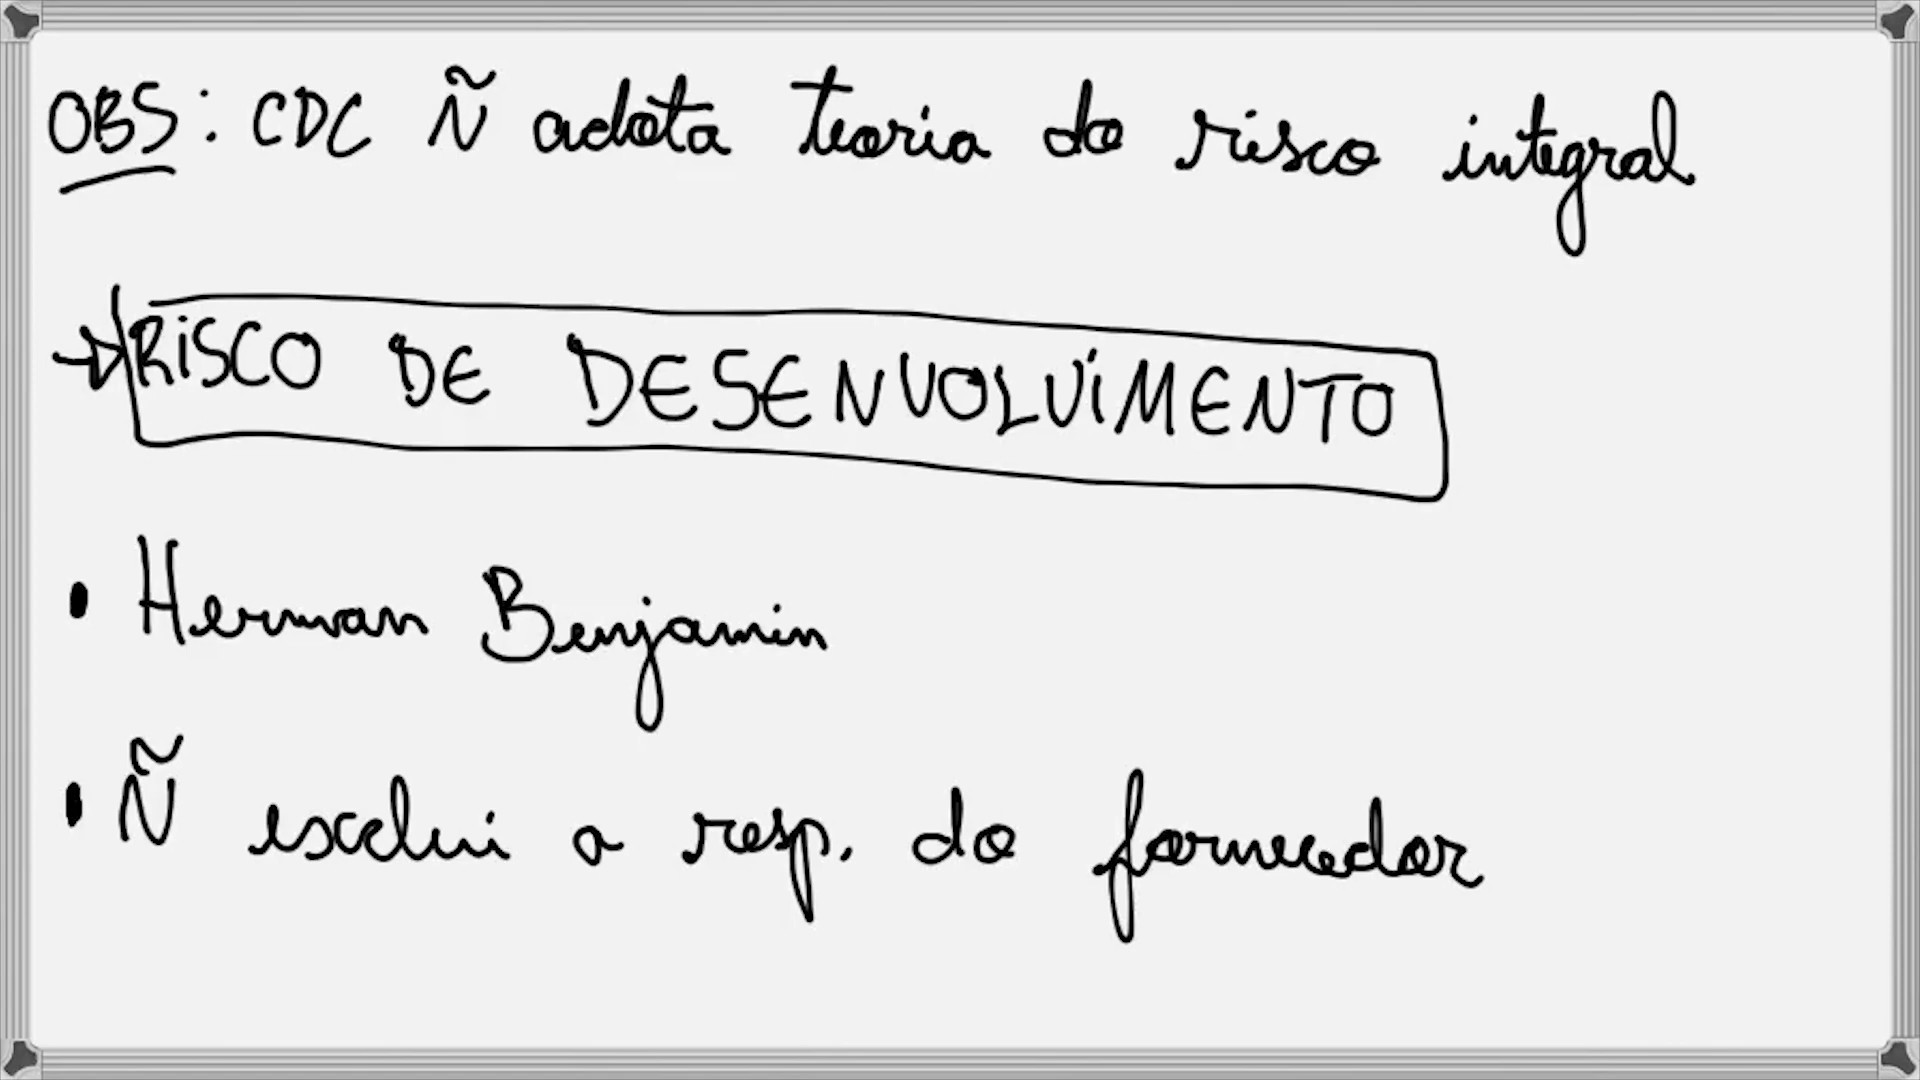 OBS: CDC Ñ adota teoria do risco integral
RISCO DE DESENVOLVIMENTO
• Herman Benjamin
• Ñ exclui a resp. do fornecedor